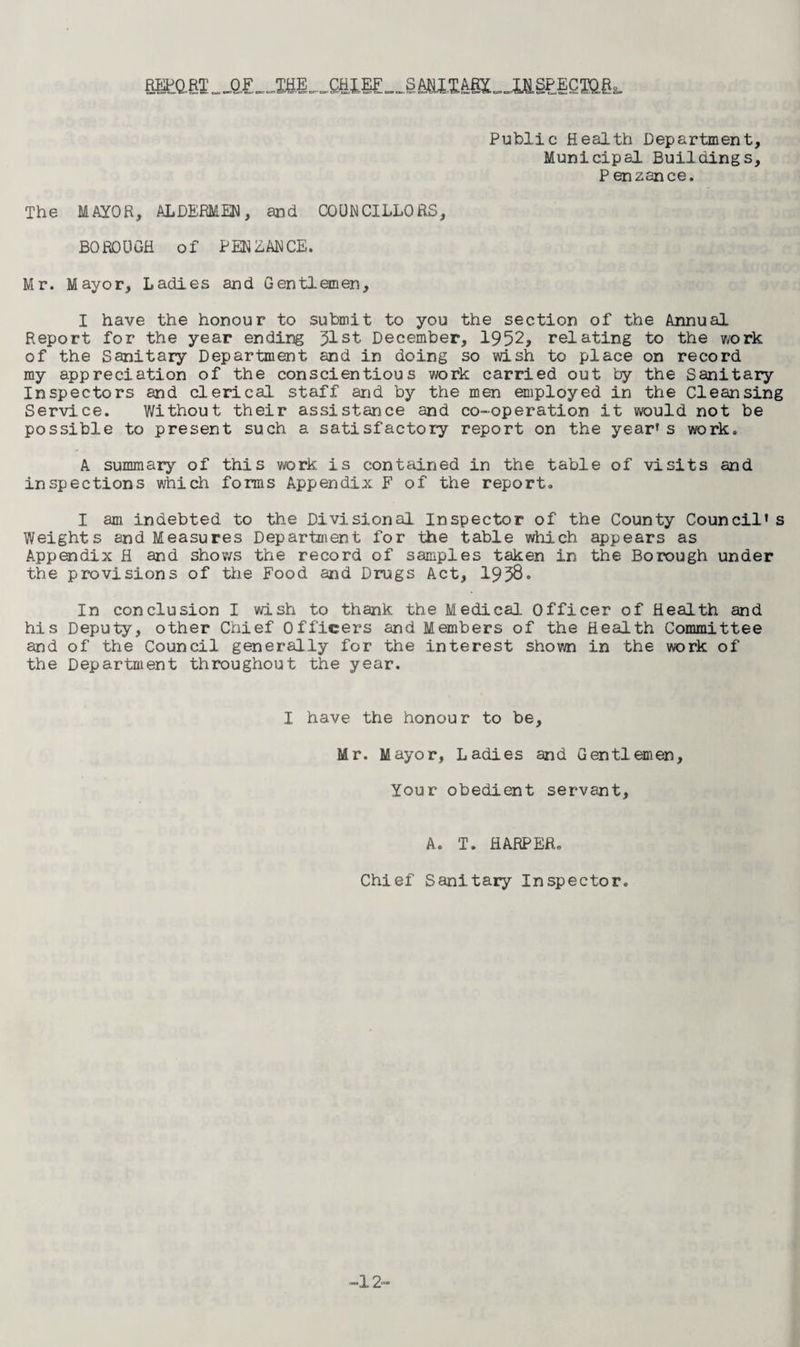 REPORT OF THE CHIEF SANITARY INSPECTOR.
Public Health Department,
Municipal Buildings,
Penzance.
The MAYOR, ALDERMEN, and COUNCILLORS,
BOROUGH of PENZANCE.
Mr. Mayor, Ladies and Gentlemen,
I have the honour to submit to you the section of the Annual
Report for the year ending 31st December, 1952, relating to the work
of the Sanitary Department and in doing so wish to place on record
my appreciation of the conscientious work carried out by the Sanitary
Inspectors and clerical staff and by the men employed in the Cleansing
Service. Without their assistance and co-operation it would not be
possible to present such a satisfactory report on the year's work.
A summary of this work is contained in the table of visits and
inspections which forms Appendix F of the report.
I am indebted to the Divisional Inspector of the County Council's
Weights and Measures Department for the table which appears as
Appendix H and shows the record of samples taken in the Borough under
the provisions of the Food and Drugs Act, 1938.
In conclusion I wish to thank the Medical Officer of Health and
his Deputy, other Chief Officers and Members of the Health Committee
and of the Council generally for the interest shown in the work of
the Department throughout the year.
I have the honour to be,
Mr. Mayor, Ladies and Gentlemen,
Your obedient servant,
A. T. HARPER.
Chief Sanitary Inspector.
-12-